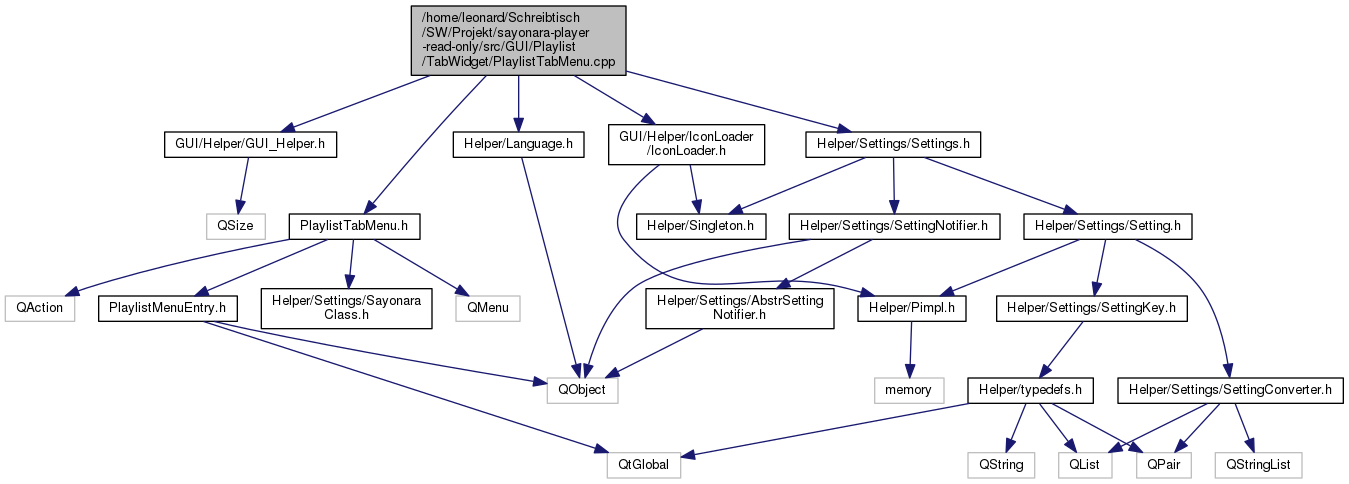 /home/leonard/Schreibtisch
/SW/Projekt/sayonara-player
-read-only/src/GUI/Playlist
/TabWidget/PlaylistTabMenu.cpp
GUI/Helper/GUI_Helper.h
Helper/Language.h
GUI/Helper/IconLoader
/IconLoader.h
Helper/Settings/Settings.h
QSize
PlaylistTabMenu.h
Helper/Singleton.h
Helper/Settings/SettingNotifier.h
Helper/Settings/Setting.h
QAction
PlaylistMenuEntry.h
Helper/Settings/Sayonara
Class.h
QMenu
Helper/Settings/AbstrSetting
Notifier.h
Helper/Pimpl.h
Helper/Settings/SettingKey.h
QObject
memory
Helper/typedefs.h
Helper/Settings/SettingConverter.h
QtGlobal
QString
QList
QPair
QStringList